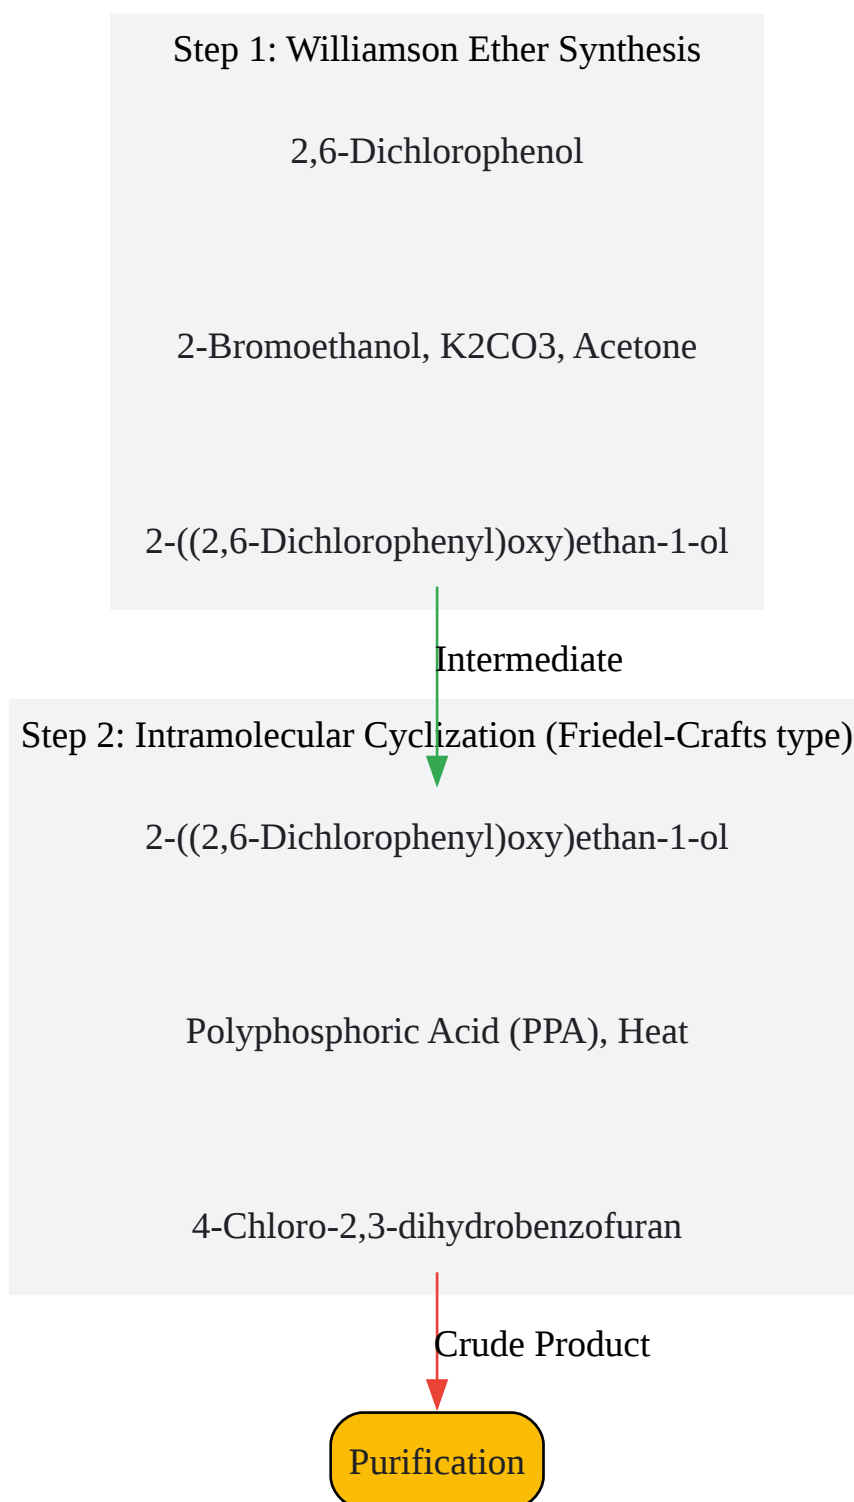 Step 1: Williamson Ether Synthesis
2,6-Dichlorophenol
2-Bromoethanol, K2CO3, Acetone
2-((2,6-Dichlorophenyl)oxy)ethan-1-ol
Intermediate
Step 2: Intramolecular Cyclization (Friedel-Crafts type)
2-((2,6-Dichlorophenyl)oxy)ethan-1-ol
Polyphosphoric Acid (PPA), Heat
4-Chloro-2,3-dihydrobenzofuran
Crude Product
Purification